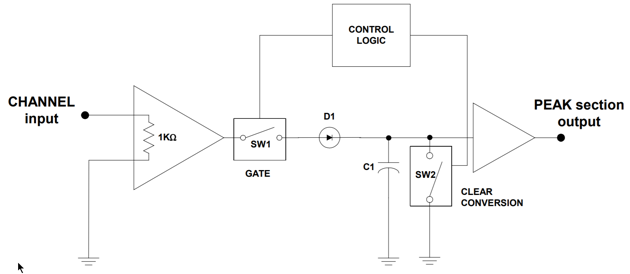 CONTROL
LOGIC
CHANNEL
input
1KΩ
SW1
GATE
D1
C1
SW2
CLEAR
CONVERSION
PEAK section
output